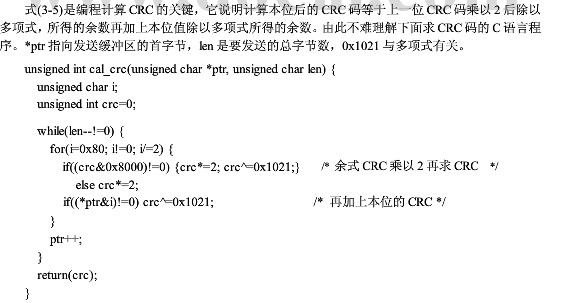 式(3-5)是编程计算 CRC 的关键，它说明计算本位后的 CRC 码等于上一位 CRC 码乘以 2 后除以
多项式，所得的余数再加上本位值除以多项式所得的余数。由此不难理解下面求 CRC 码的 C 语言程
序。*ptr 指向发送缓冲区的首字节，len 是要发送的总字节数，0x1021 与多项式有关。
unsigned int cal_crc(unsigned char *ptr, unsigned char len) {
unsigned char i;
unsigned int crc=0;
while(len--!=0) {
for(i=0x80; i!=0; i/=2) {
if((crc&0x8000)!=0) {crc*=2; crc^=0x1021;} /* 余式 CRC 乘以 2 再求 CRC */
else crc*=2;
if((*ptr&i)!=0) crc^=0x1021; /* 再加上本位的 CRC */
}
ptr++;
}
return(crc);
}